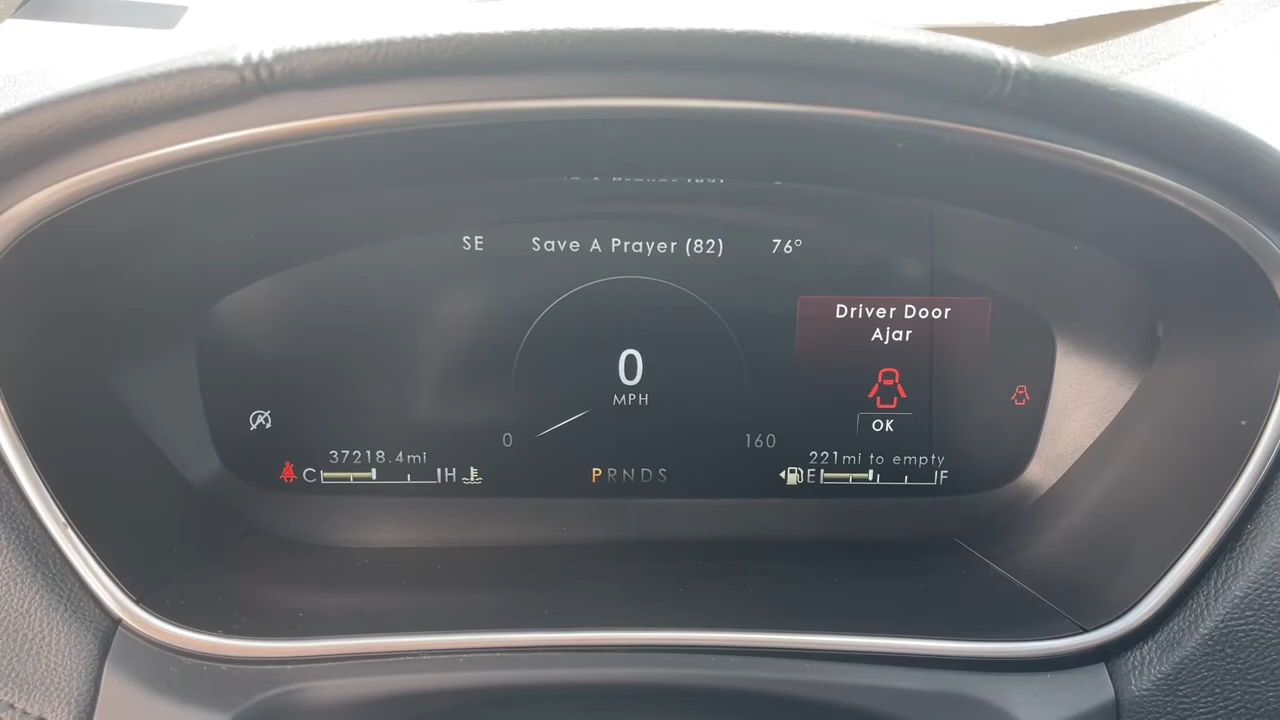 SE Save A Prayer (82) 76°
Driver Door
Ajar
0
MPH
OK
0 160
37218.4mi 221mi to empty
C H PRNDS E F